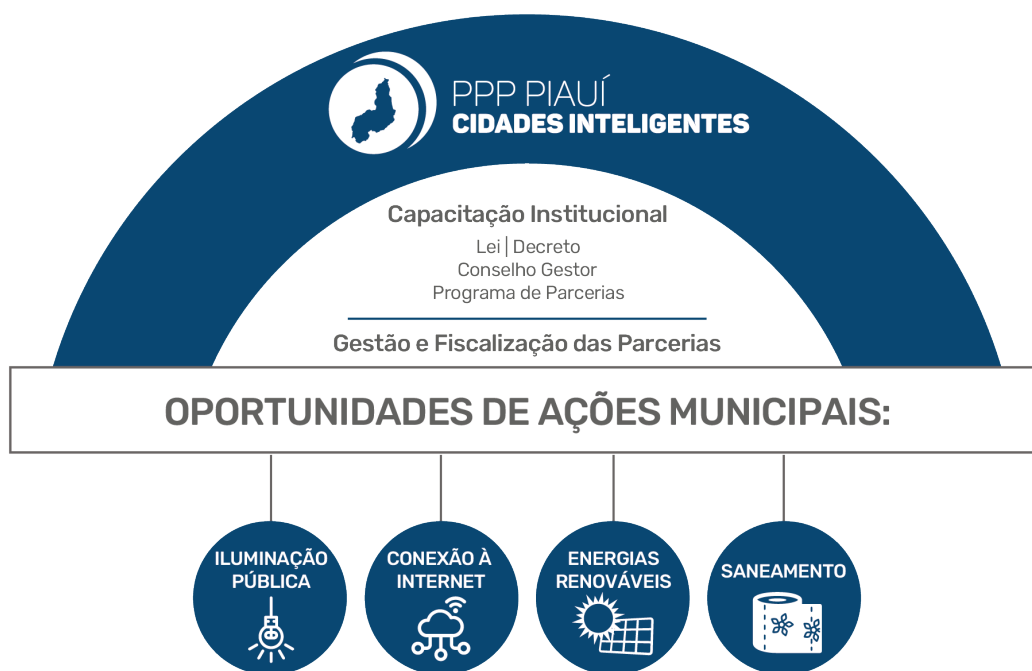 PPP PIAUÍ
CIDADES INTELIGENTES
Capacitação Institucional
Lei | Decreto
Conselho Gestor
Programa de Parcerias
Gestão e Fiscalização das Parcerias
OPORTUNIDADES DE AÇÕES MUNICIPAIS:
ILUMINAÇÃO
PÚBLICA
CONEXÃO À
INTERNET
ENERGIAS
RENOVÁVEIS
SANEAMENTO